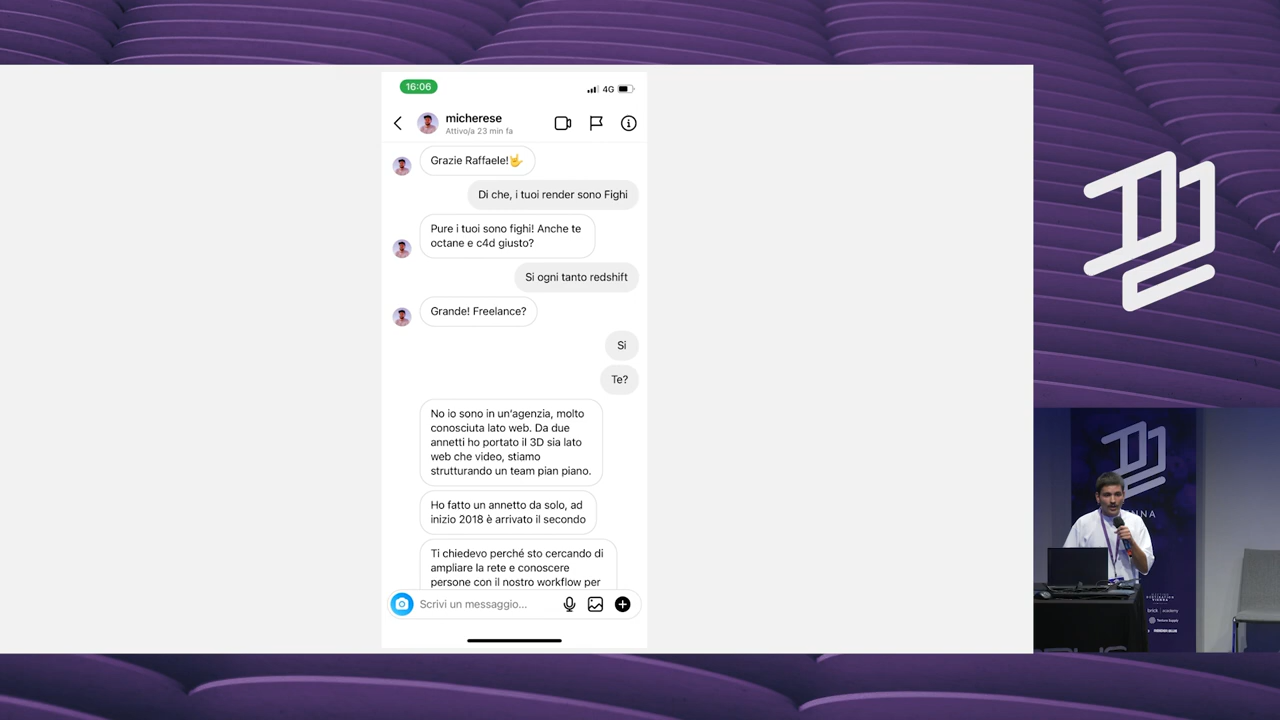 16:06
4G
micherese
Attivo/a 23 min fa
Grazie Raffaele!🤟
Di che, i tuoi render sono Fighi
Pure i tuoi sono fighi! Anche te
octane e c4d giusto?
Si ogni tanto redshift
Grande! Freelance?
Si
Te?
No io sono in un'agenzia, molto
conosciuta lato web. Da due
annetti ho portato il 3D sia lato
web che video, stiamo
strutturando un team pian piano.
Ho fatto un annetto da solo, ad
inizio 2018 è arrivato il secondo
Ti chiedevo perché sto cercando di
ampliare la rete e conoscere
persone con il nostro workflow per
Scrivi un messaggio...